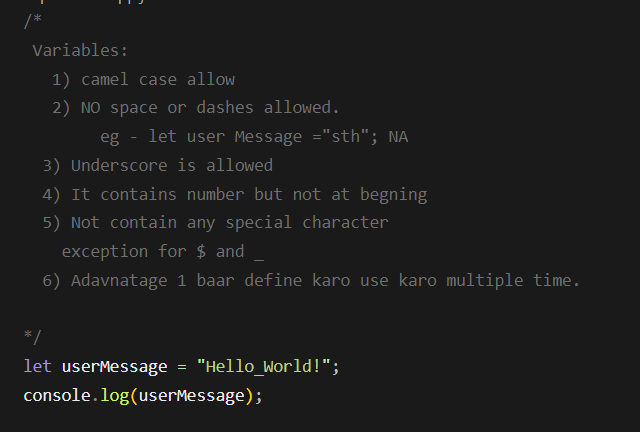 /*
Variables:
1) camel case allow
2) NO space or dashes allowed.
eg - let user Message ="sth"; NA
3) Underscore is allowed
4) It contains number but not at begning
5) Not contain any special character
exception for $ and _
6) Adavnatage 1 baar define karo use karo multiple time.
*/
let userMessage = "Hello_World!";
console.log(userMessage);